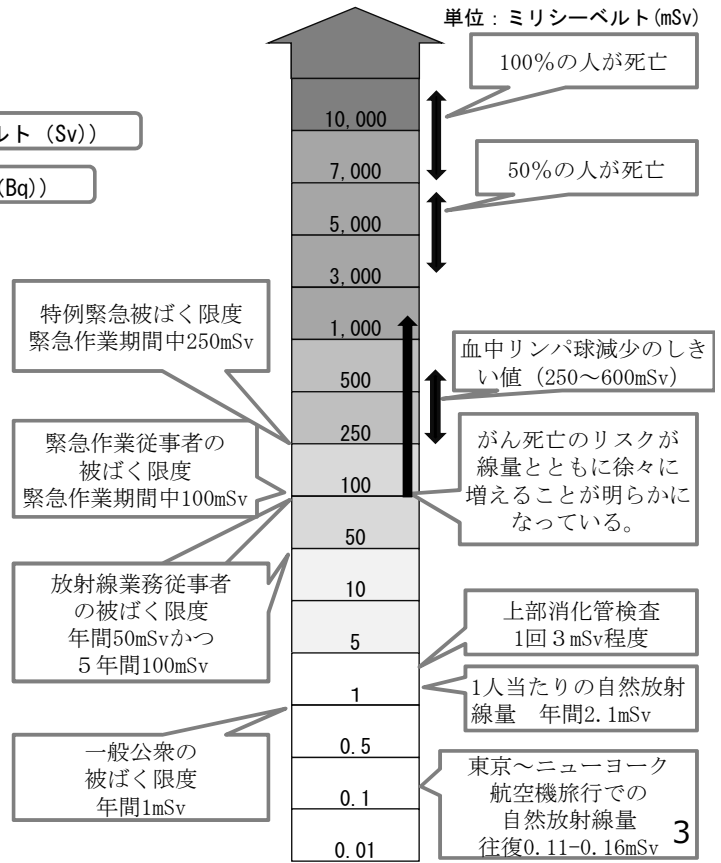 単位：ミリシーベルト(mSv)
ルト（Sv））
(Bq)）
10,000
7,000
5,000
3,000
1,000
500
250
100
50
10
5
1
0.5
0.1
0.01
100%の人が死亡
50%の人が死亡
特例緊急被ばく限度
緊急作業期間中250mSv
血中リンパ球減少のしき
い値（250～600mSv）
緊急作業従事者の
被ばく限度
緊急作業期間中100mSv
がん死亡のリスクが
線量とともに徐々に
増えることが明らかに
なっている。
放射線業務従事者
の被ばく限度
年間50mSvかつ
５年間100mSv
上部消化管検査
1回３mSv程度
1人当たりの自然放射
線量　年間2.1mSv
一般公衆の
被ばく限度
年間1mSv
東京～ニューヨーク
航空機旅行での
自然放射線量
往復0.11-0.16mSv
3